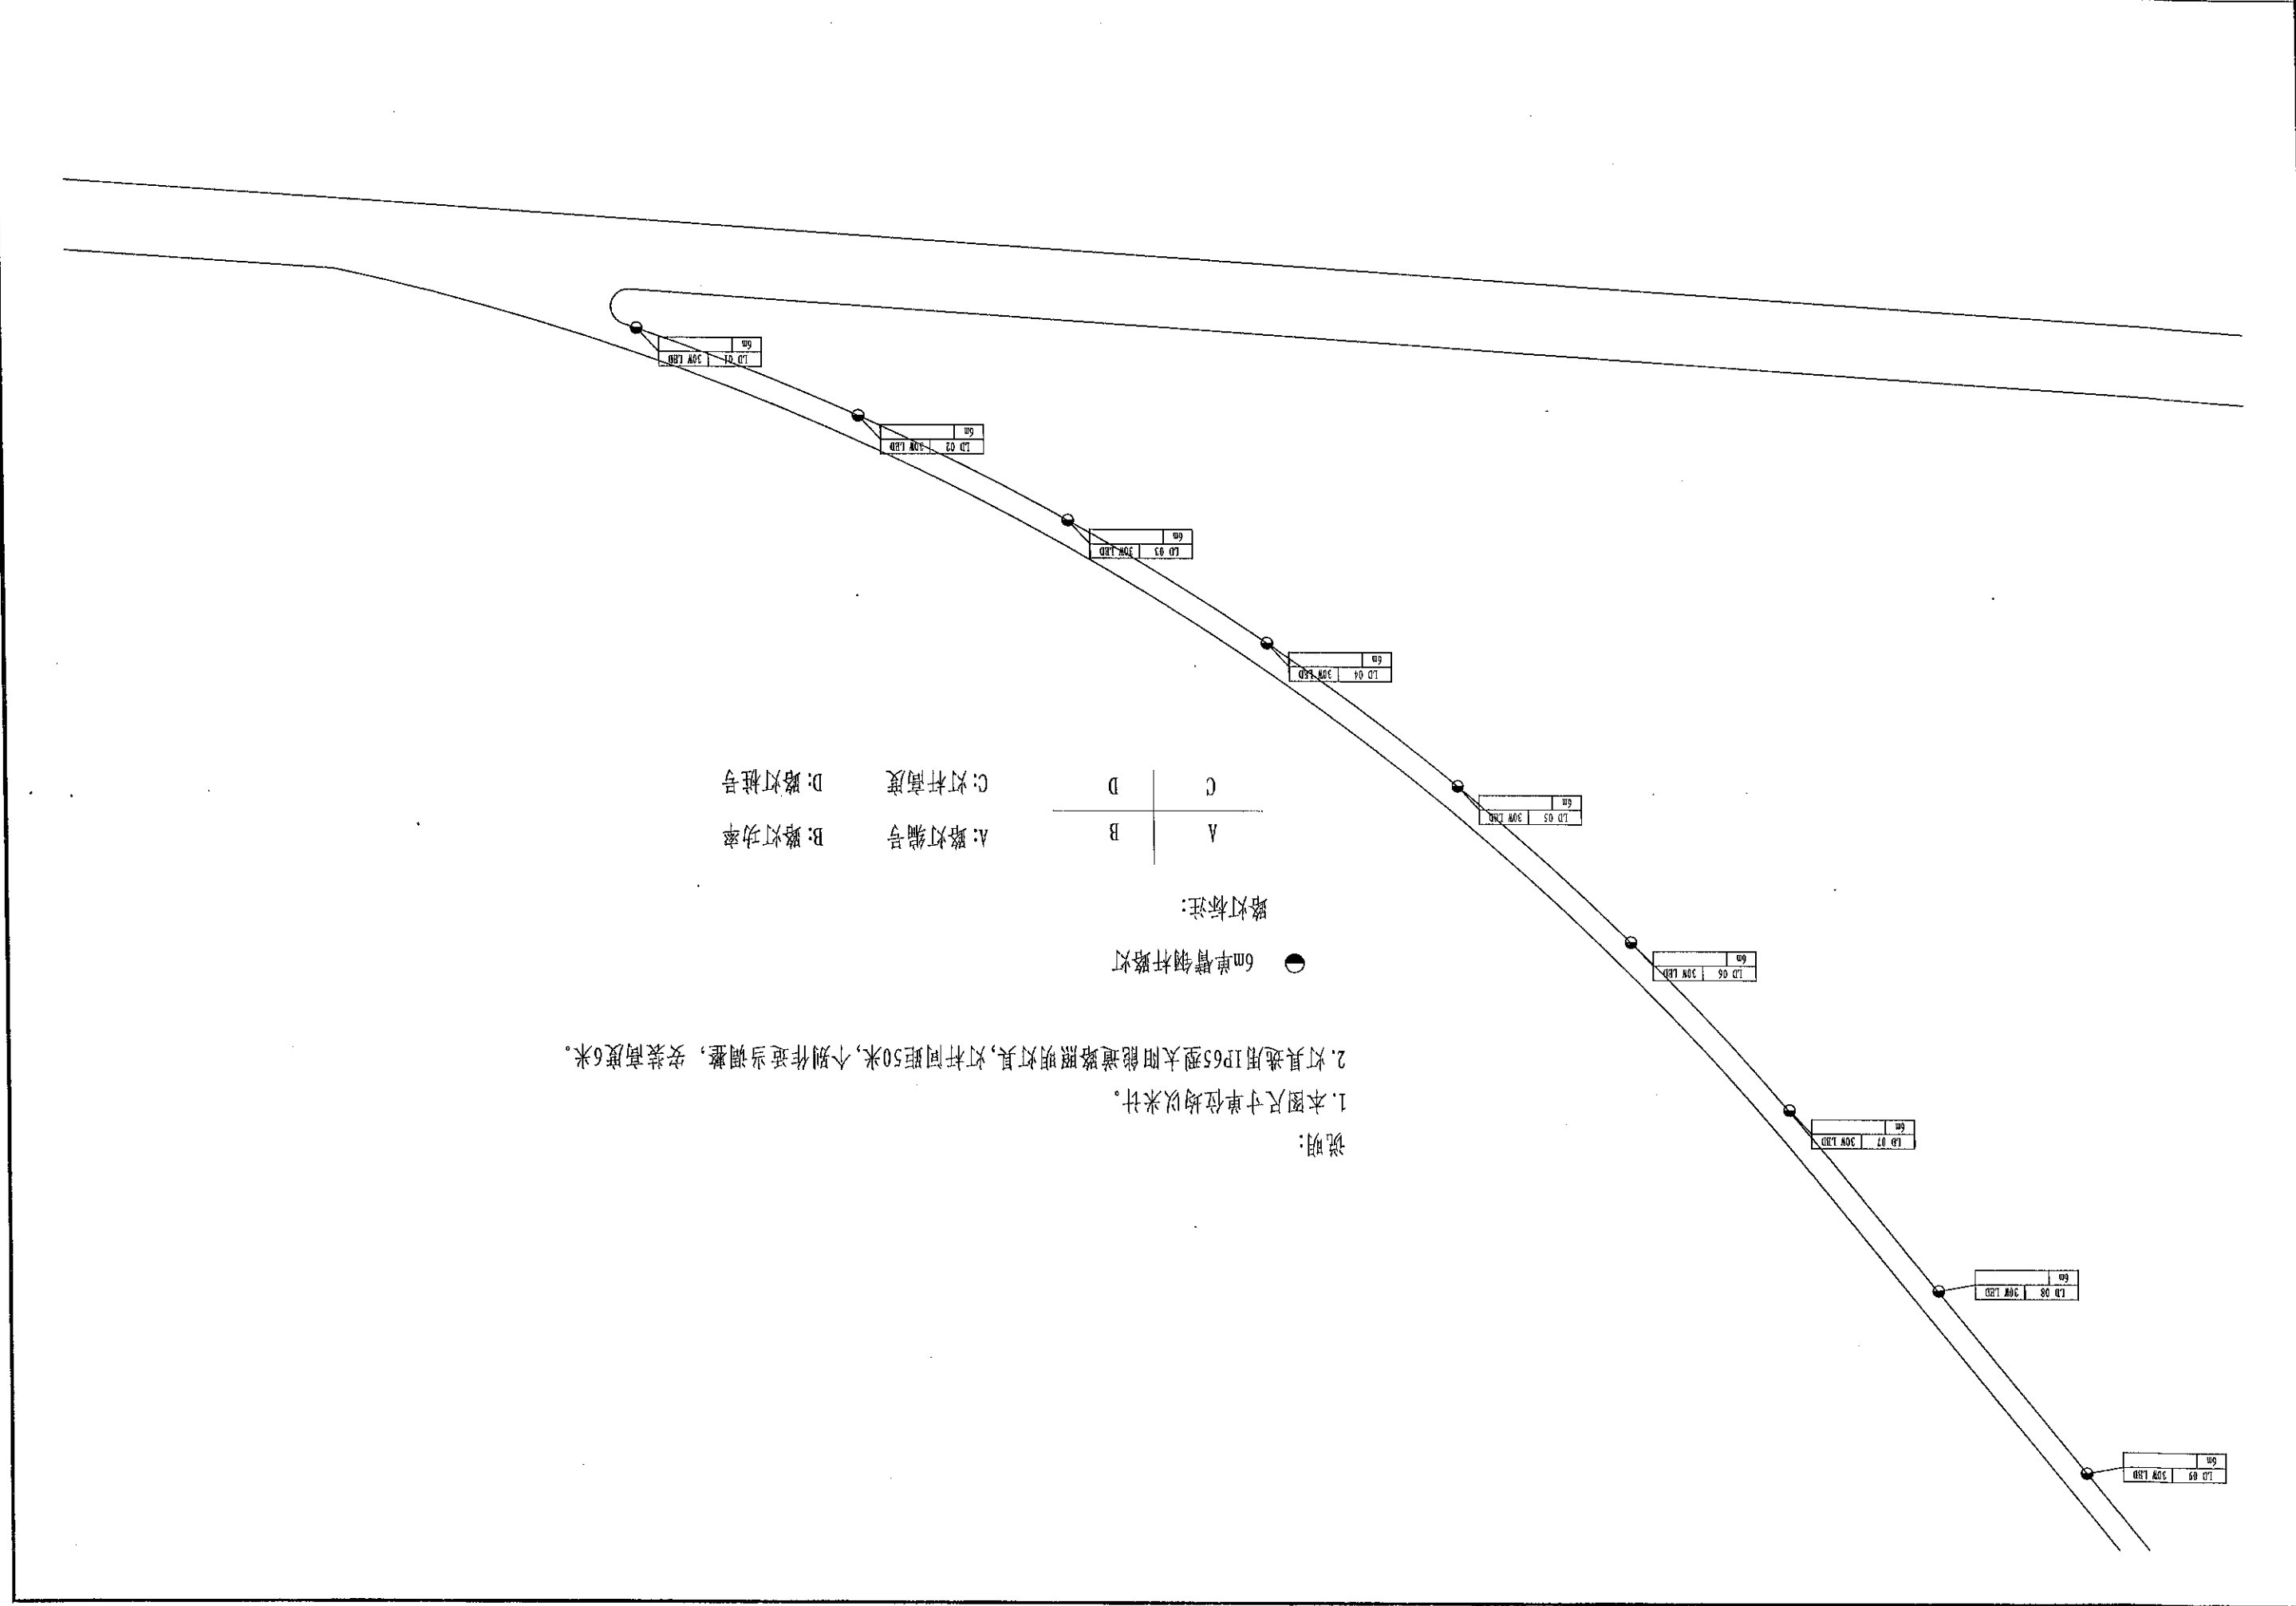 说明:
1.本图尺寸单位均以米计。
2.灯具选用IP65型太阳能道路照明灯具,灯杆间距50米,个别作适当调整, 安装高度6米。
6m单臂钢杆路灯
路灯标注:
A B A:路灯编号 B:路灯功率
C D C:灯杆高度 D:路灯桩号
LD 09 30W LED
6m
LD 08 30W LED
6m
LD 07 30W LED
6m
LD 06 30W LED
6m
LD 05 30W LED
6m
LD 04 30W LED
6m
LD 03 30W LED
6m
LD 02 30W LED
6m
LD 01 30W LED
6m